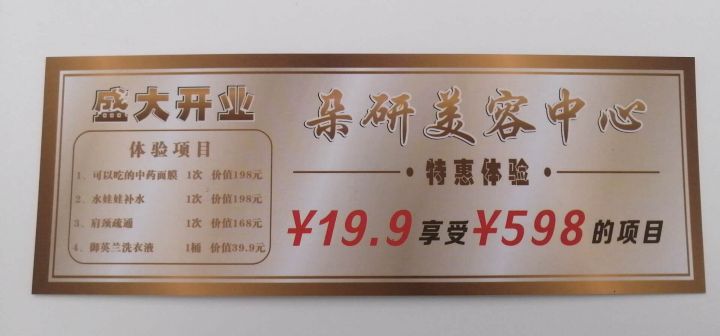 盛大开业
体验项目
1、可以吃的中药面膜 1次 价值198元
2、水娃娃补水 1次 价值198元
3、肩颈疏通 1次 价值168元
4、御英兰洗衣液 1桶 价值39.9元
朵研美容中心
·特惠体验·
¥19.9享受¥598的项目